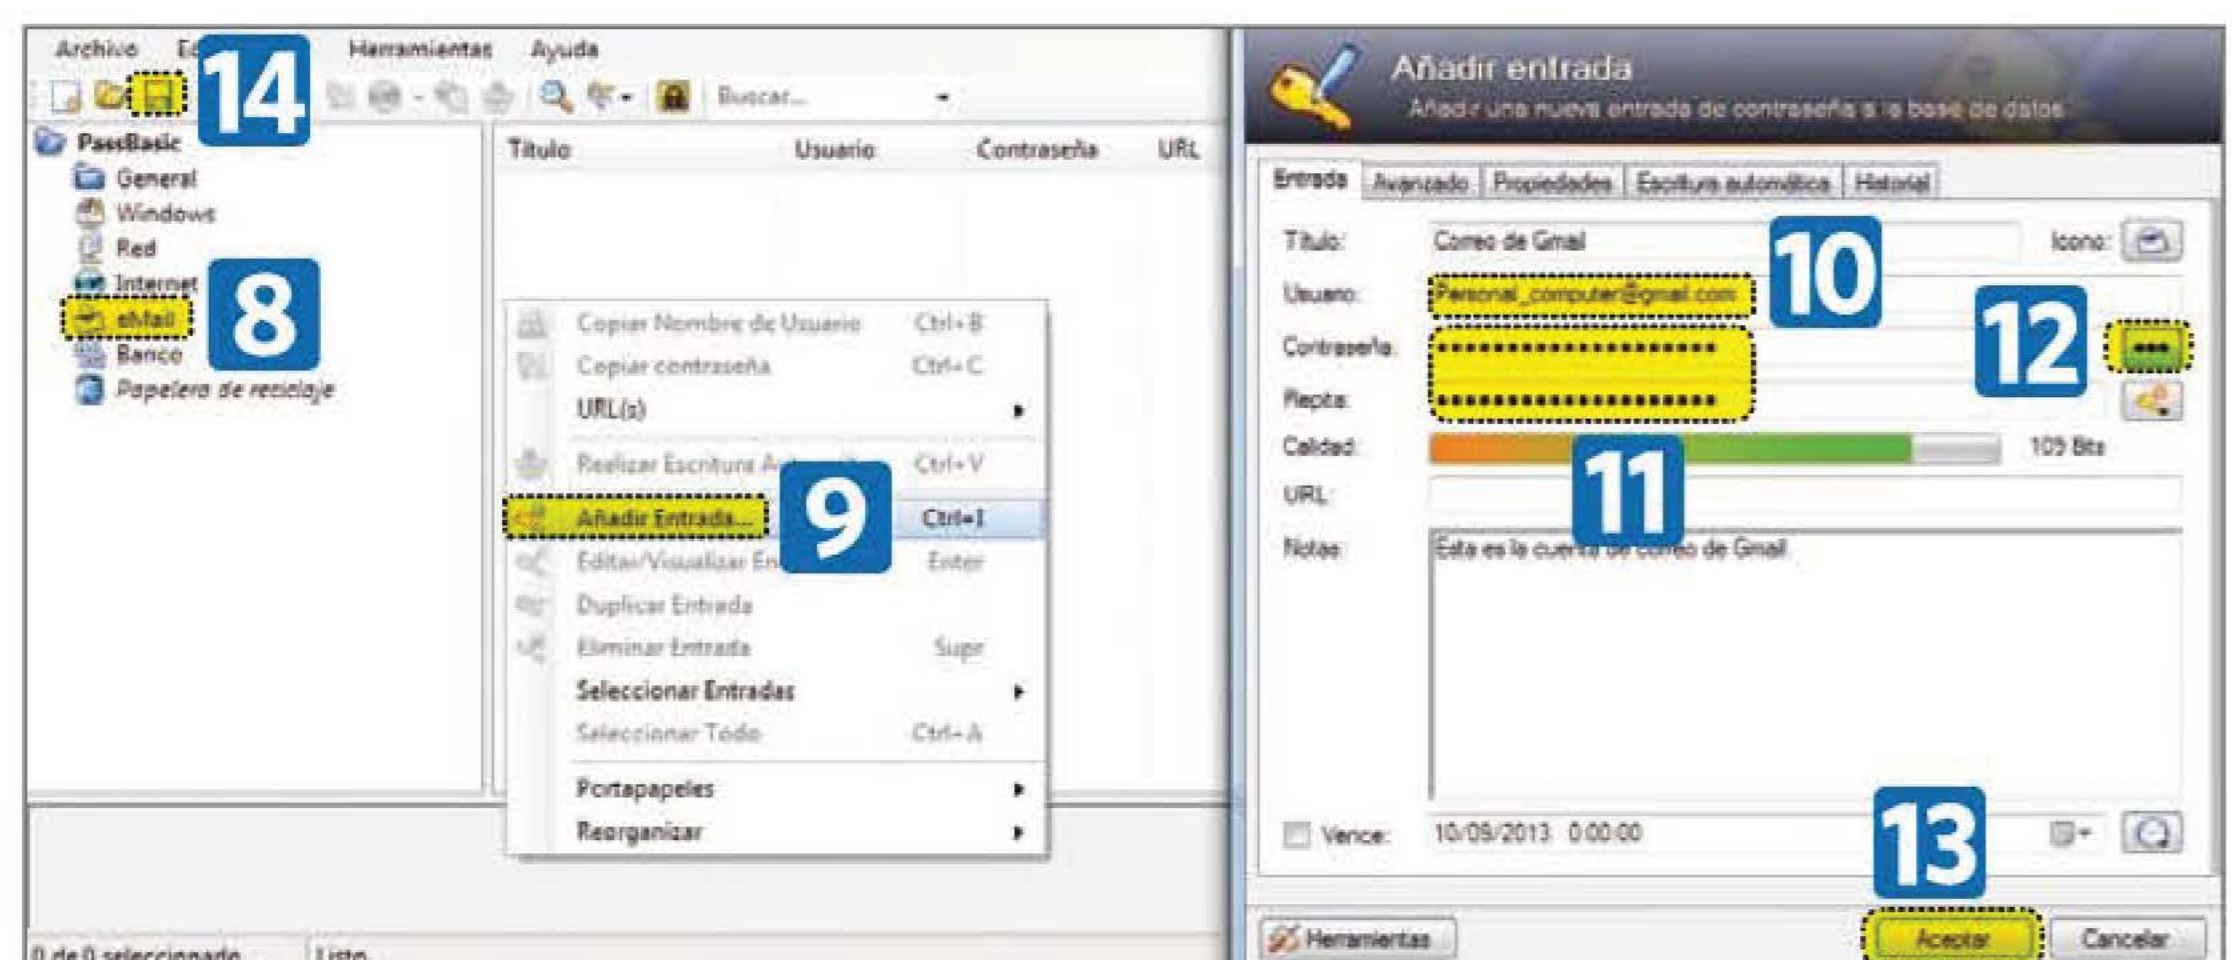 Archivo
Herramientas
Ayuda
14
Buscar...
PassBasic
General
Windows
Red
Internet
eMail
8
Banco
Papelera de reciclaje
Título Usuario Contraseña URL
Copiar Nombre de Usuario Ctrl+B
Copiar contraseña Ctrl+C
URL(s)
Realizar Escritura Ctrl+V
Añadir Entrada... Ctrl+I
9
Editar/Visualizar Enter
Duplicar Entrada
Eliminar Entrada Supr
Seleccionar Entradas
Seleccionar Todo Ctrl+A
Portapapeles
Reorganizar
0 de 0 seleccionado Listo.
Añadir entrada
Añadir una nueva entrada de contraseña a la base de datos
Entrada Avanzado Propiedades Escritura automática Historial
Título: Correo de Gmail Icono:
10
Usuario: Personal_computer@gmail.com
12
Contraseña: •••••••••••••••••••• •••
Repita: ••••••••••••••••••••
Calidad: 109 Bits
11
URL:
Notas: Esta es la cuenta de correo de Gmail
Vence: 10/09/2013 0:00:00
13
Herramientas Aceptar Cancelar